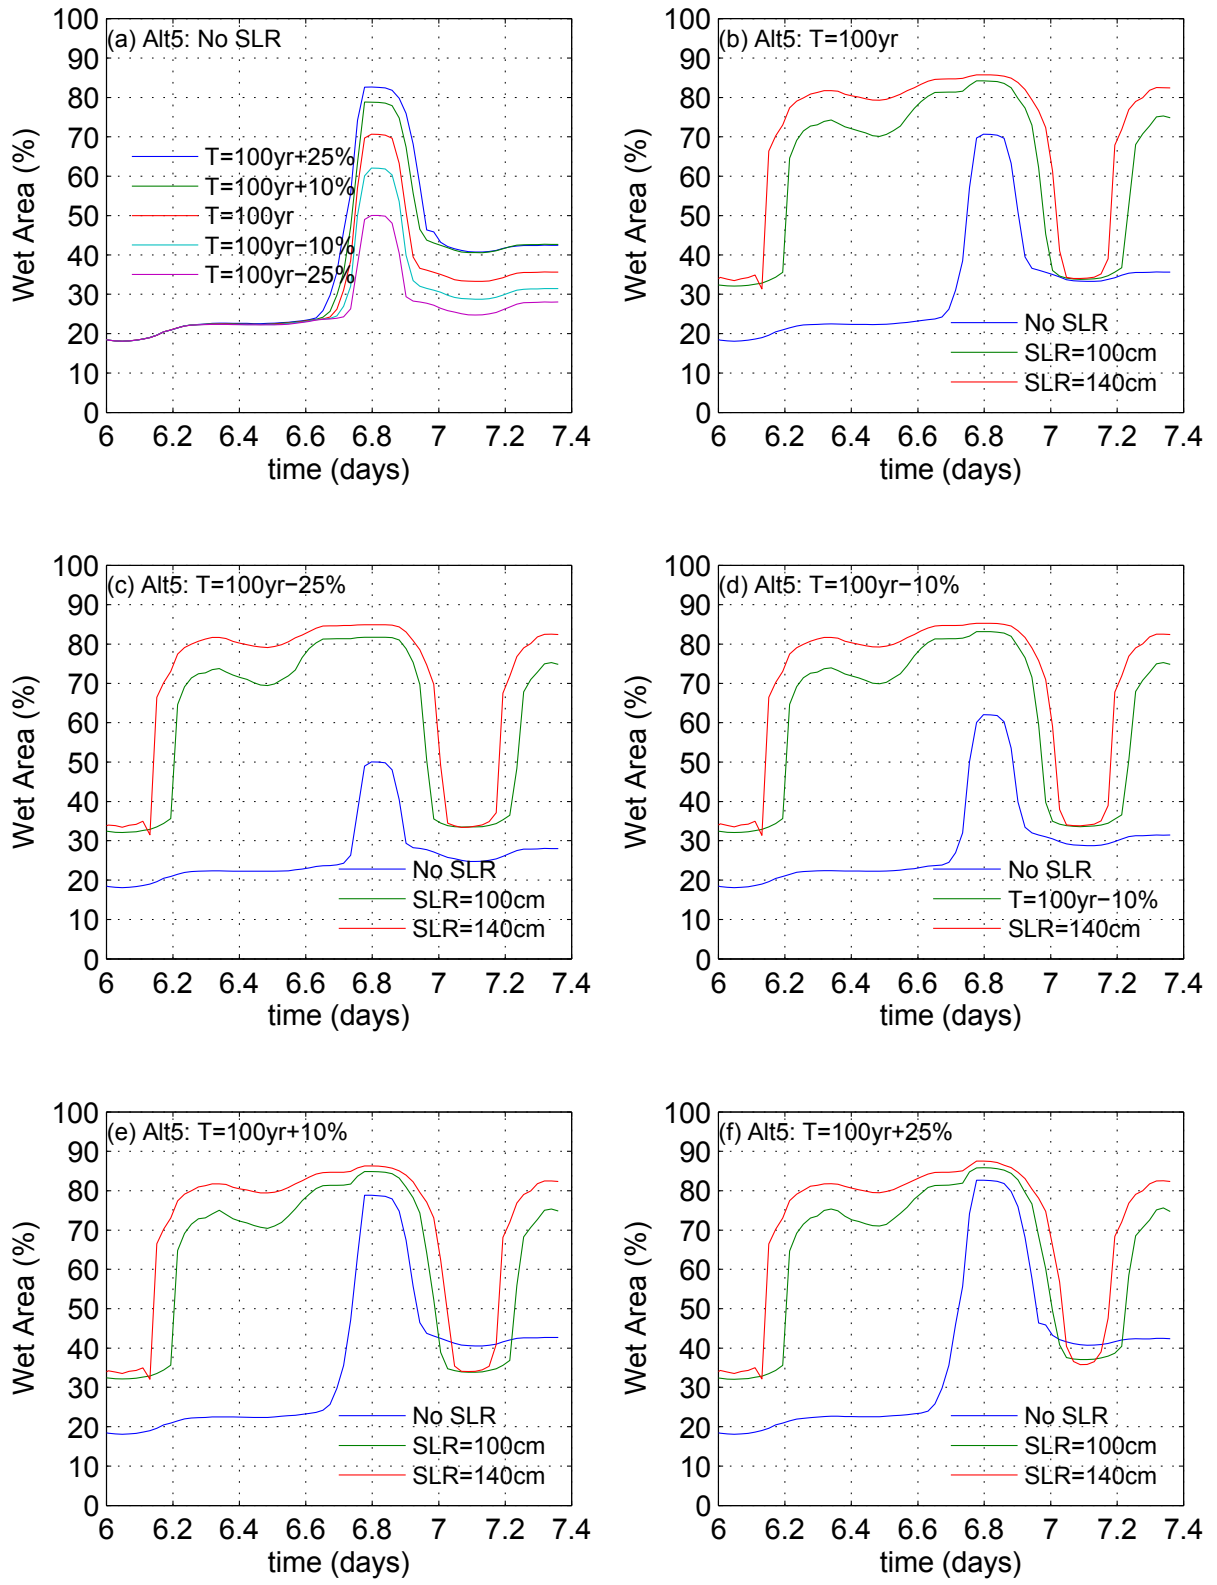 (a) Alt5: No SLR
Wet Area (%)
100
90
80
70
60
50
40
30
20
10
0
T=100yr+25%
T=100yr+10%
T=100yr
T=100yr−10%
T=100yr−25%
6 6.2 6.4 6.6 6.8 7 7.2 7.4
time (days)
(b) Alt5: T=100yr
Wet Area (%)
100
90
80
70
60
50
40
30
20
10
0
No SLR
SLR=100cm
SLR=140cm
6 6.2 6.4 6.6 6.8 7 7.2 7.4
time (days)
(c) Alt5: T=100yr−25%
Wet Area (%)
100
90
80
70
60
50
40
30
20
10
0
No SLR
SLR=100cm
SLR=140cm
6 6.2 6.4 6.6 6.8 7 7.2 7.4
time (days)
(d) Alt5: T=100yr−10%
Wet Area (%)
100
90
80
70
60
50
40
30
20
10
0
No SLR
T=100yr−10%
SLR=140cm
6 6.2 6.4 6.6 6.8 7 7.2 7.4
time (days)
(e) Alt5: T=100yr+10%
Wet Area (%)
100
90
80
70
60
50
40
30
20
10
0
No SLR
SLR=100cm
SLR=140cm
6 6.2 6.4 6.6 6.8 7 7.2 7.4
time (days)
(f) Alt5: T=100yr+25%
Wet Area (%)
100
90
80
70
60
50
40
30
20
10
0
No SLR
SLR=100cm
SLR=140cm
6 6.2 6.4 6.6 6.8 7 7.2 7.4
time (days)